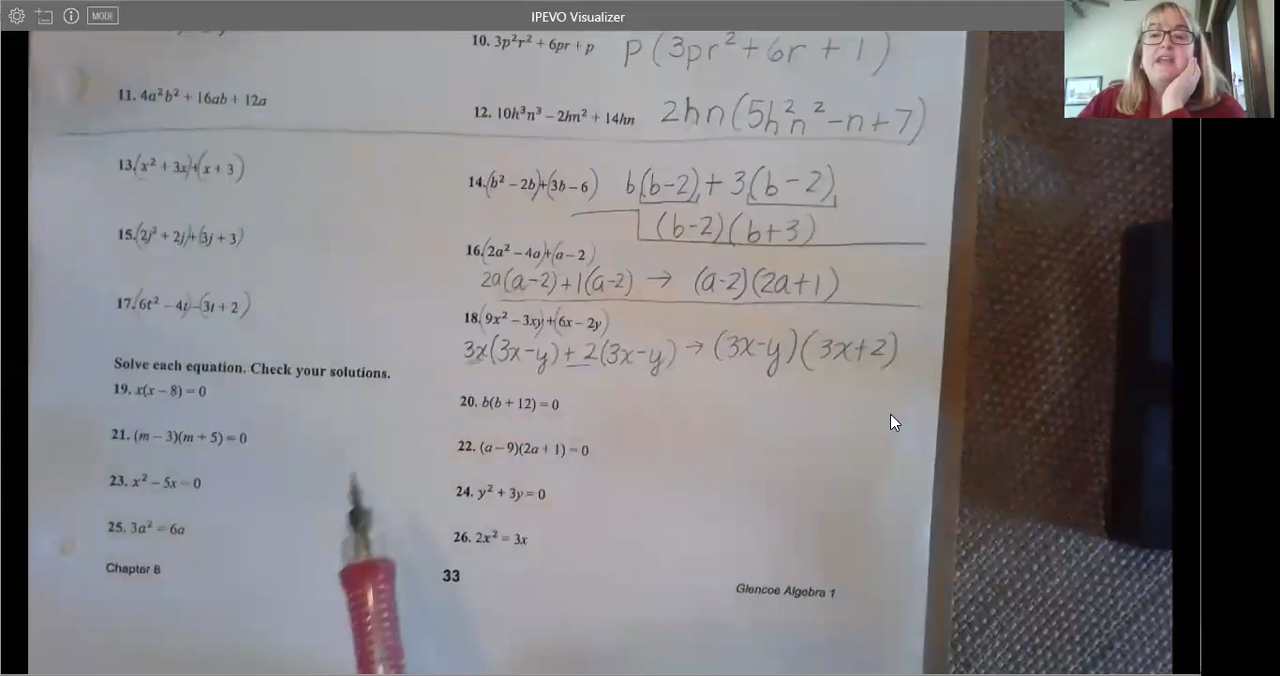 MODE
IPEVO Visualizer
10. 3p²r² + 6pr + p p(3pr² + 6r + 1)
11. 4a²b² + 16ab + 12a
12. 10h³n³ – 2hn² + 14hn 2hn(5h²n² – n + 7)
13. (x² + 3x) + (x + 3)
14. (b² – 2b) + (3b – 6) b(b-2) + 3(b-2)
(b-2)(b+3)
15. (2j² + 2j) + (3j + 3)
16. (2a² – 4a) + (a – 2)
2a(a-2) + 1(a-2) → (a-2)(2a+1)
17. (6t² – 4t) – (3t + 2)
18. (9x² – 3xy) + (6x – 2y)
3x(3x-y) + 2(3x-y) → (3x-y)(3x+2)
Solve each equation. Check your solutions.
19. x(x – 8) = 0
20. b(b + 12) = 0
21. (m – 3)(m + 5) = 0
22. (a – 9)(2a + 1) = 0
23. x² – 5x = 0
24. y² + 3y = 0
25. 3a² = 6a
26. 2x² = 3x
Chapter 8
33
Glencoe Algebra 1